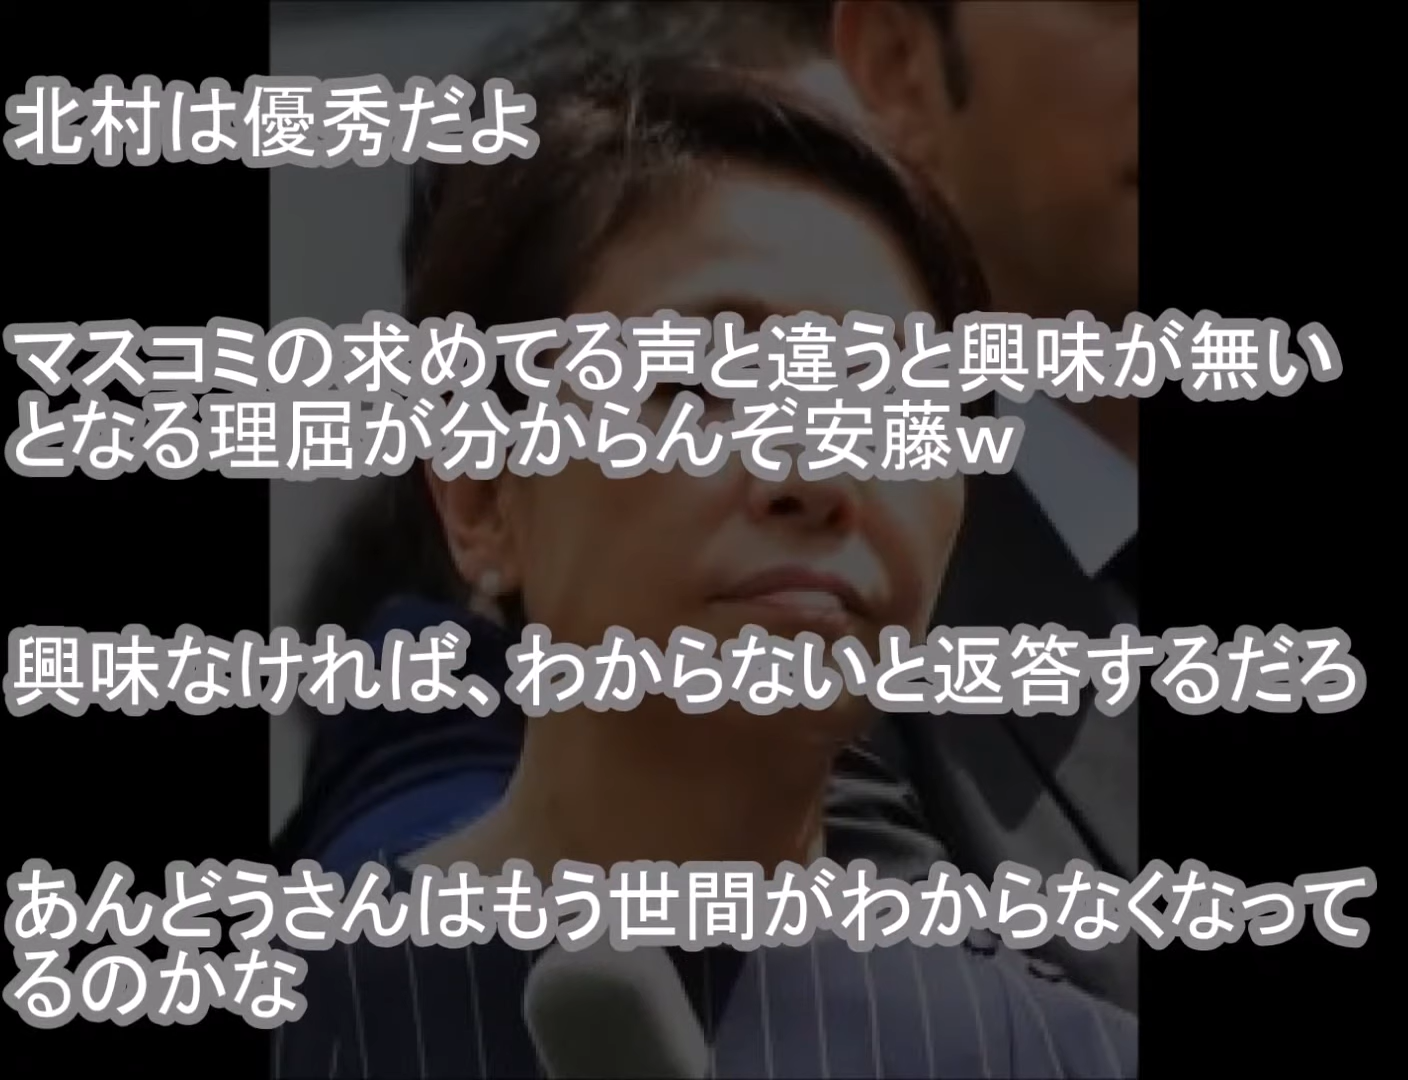 北村は優秀だよ
マスコミの求めてる声と違うと興味が無い
となる理屈が分からんぞ安藤w
興味なければ、わからないと返答するだろ
あんどうさんはもう世間がわからなくなって
るのかな